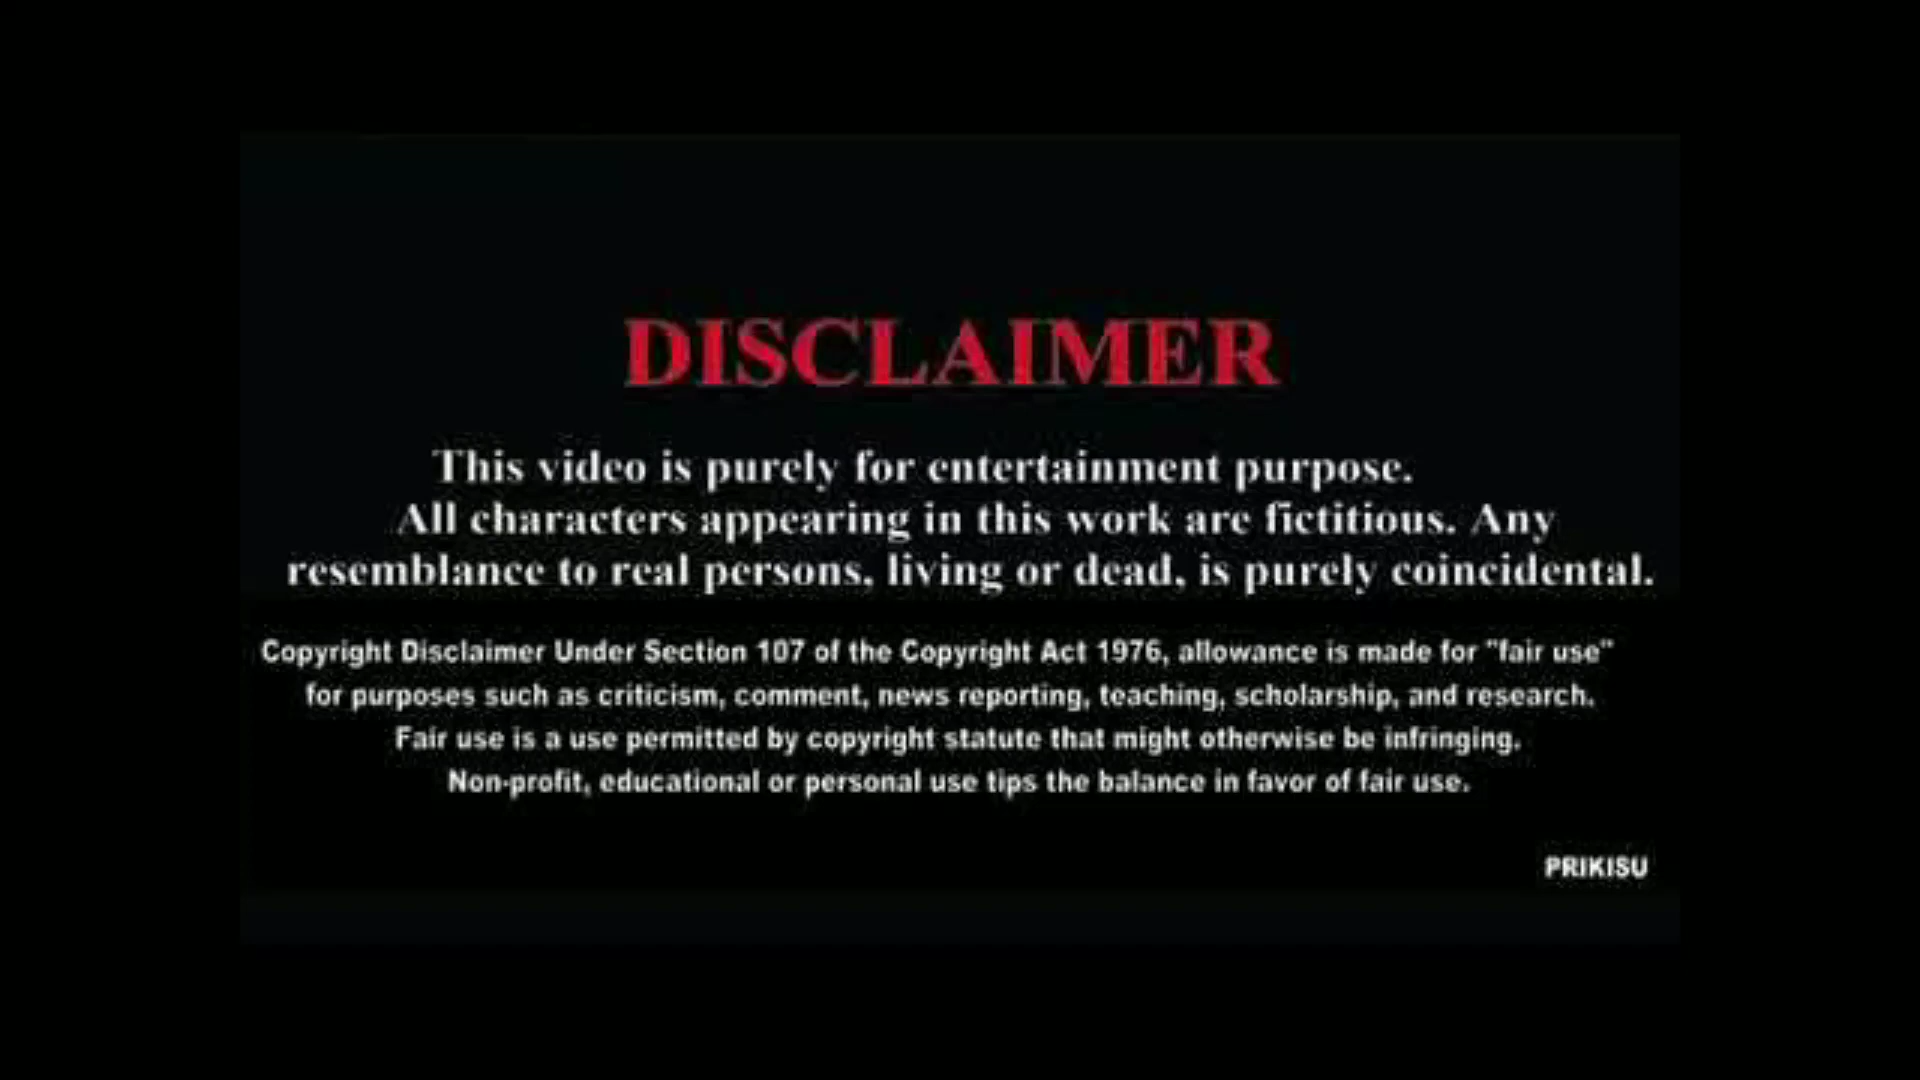 DISCLAIMER
This video is purely for entertainment purpose.
All characters appearing in this work are fictitious. Any
resemblance to real persons, living or dead, is purely coincidental.
Copyright Disclaimer Under Section 107 of the Copyright Act 1976, allowance is made for "fair use"
for purposes such as criticism, comment, news reporting, teaching, scholarship, and research.
Fair use is a use permitted by copyright statute that might otherwise be infringing.
Non-profit, educational or personal use tips the balance in favor of fair use.
PRIKISU